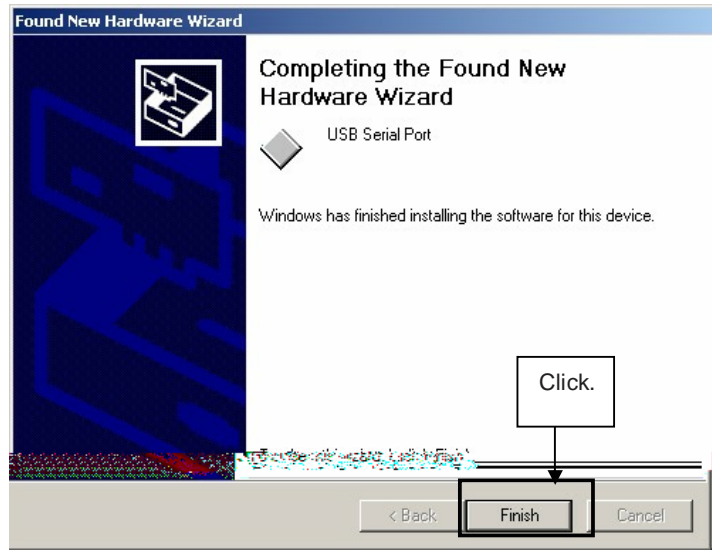 Found New Hardware Wizard
Completing the Found New
Hardware Wizard
USB Serial Port
Windows has finished installing the software for this device.
Click.
< Back
Finish
Cancel